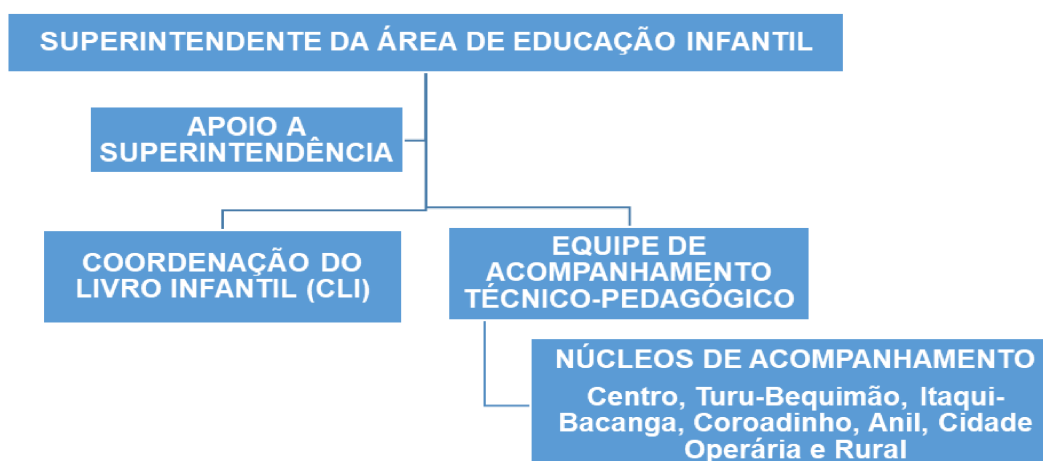 SUPERINTENDENTE DA ÁREA DE EDUCAÇÃO INFANTIL
APOIO A
SUPERINTENDÊNCIA
COORDENAÇÃO DO
LIVRO INFANTIL (CLI)
EQUIPE DE
ACOMPANHAMENTO
TÉCNICO-PEDAGÓGICO
NÚCLEOS DE ACOMPANHAMENTO
Centro, Turu-Bequimão, Itaqui-
Bacanga, Coroadinho, Anil, Cidade
Operária e Rural